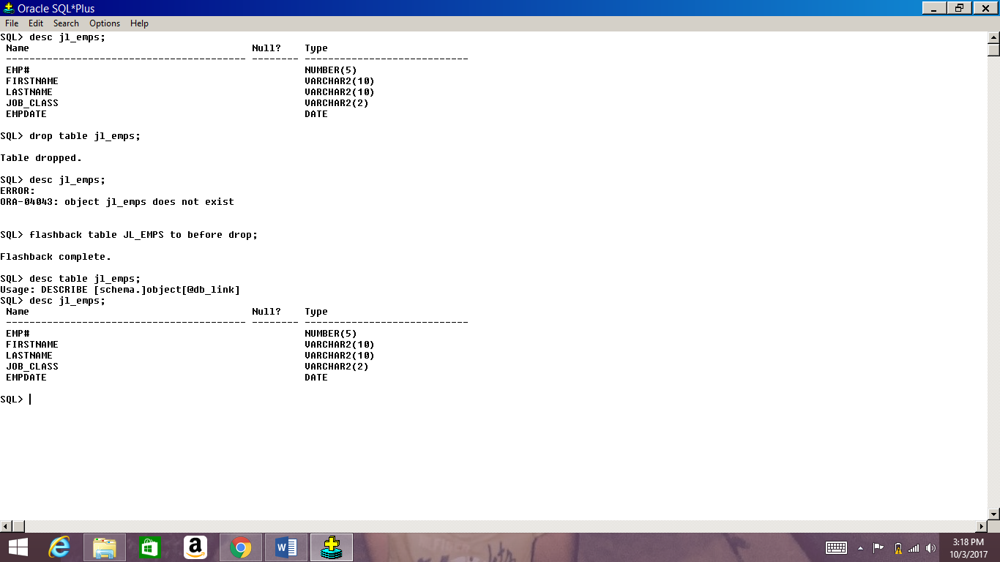 Oracle SQL*Plus
File Edit Search Options Help
SQL> desc jl_emps;
Name Null? Type
----------------------------------------- -------- ----------------------------
EMP# NUMBER(5)
FIRSTNAME VARCHAR2(10)
LASTNAME VARCHAR2(10)
JOB_CLASS VARCHAR2(2)
EMPDATE DATE
SQL> drop table jl_emps;
Table dropped.
SQL> desc jl_emps;
ERROR:
ORA-04043: object jl_emps does not exist
SQL> flashback table JL_EMPS to before drop;
Flashback complete.
SQL> desc table jl_emps;
Usage: DESCRIBE [schema.]object[@db_link]
SQL> desc jl_emps;
Name Null? Type
----------------------------------------- -------- ----------------------------
EMP# NUMBER(5)
FIRSTNAME VARCHAR2(10)
LASTNAME VARCHAR2(10)
JOB_CLASS VARCHAR2(2)
EMPDATE DATE
SQL>
3:18 PM
10/3/2017